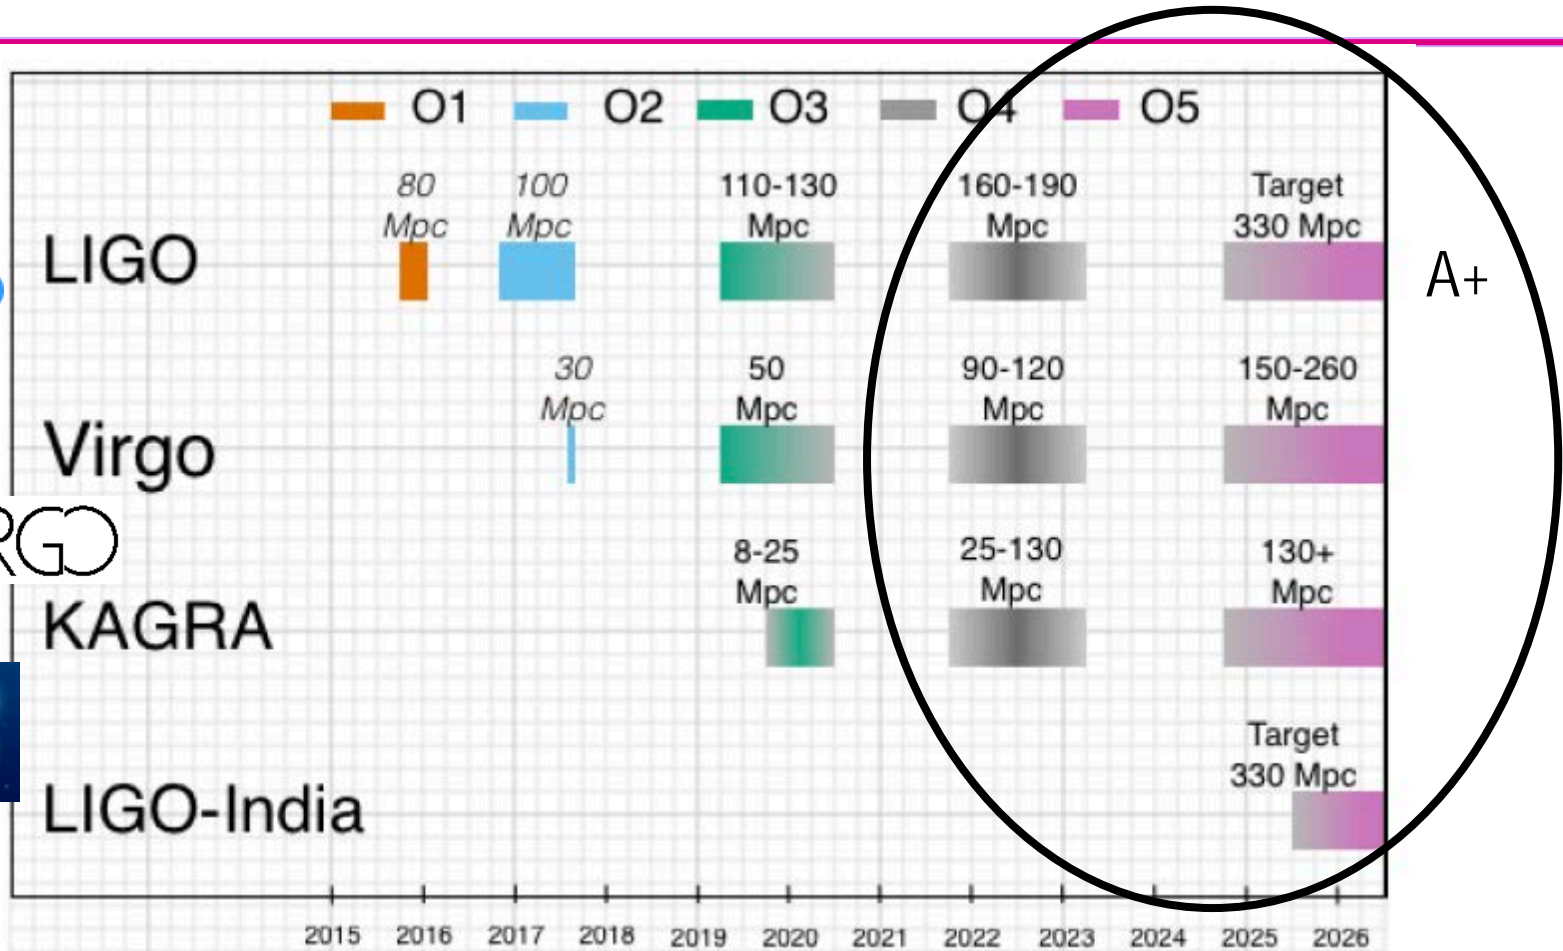 O1 O2 O3 O4 O5
80 100 110-130 160-190 Target
Mpc Mpc Mpc Mpc 330 Mpc
LIGO
A+
30 50 90-120 150-260
Mpc Mpc Mpc Mpc
Virgo
RGO
8-25 25-130 130+
Mpc Mpc Mpc
KAGRA
Target
330 Mpc
LIGO-India
2015 2016 2017 2018 2019 2020 2021 2022 2023 2024 2025 2026